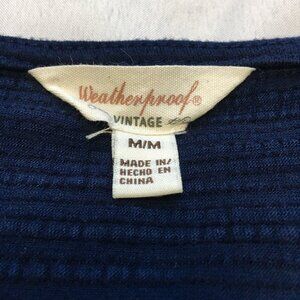 Weatherproof®
VINTAGE
M/M
MADE IN/
HECHO EN
CHINA